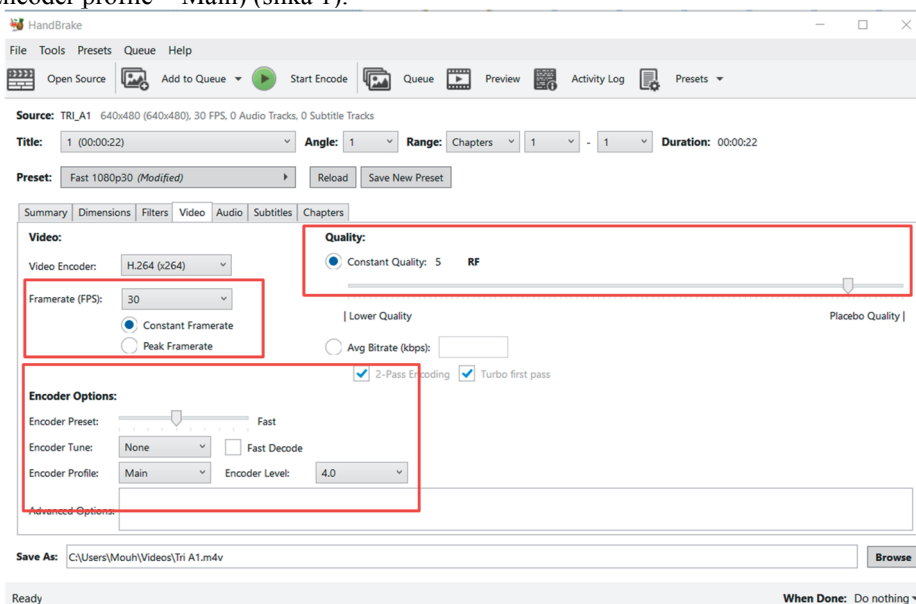 Encoder profile – Main) (slika 1).
HandBrake
File Tools Presets Queue Help
Open Source Add to Queue Start Encode Queue Preview Activity Log Presets
Source: TRI_A1 640x480 (640x480), 30 FPS, 0 Audio Tracks, 0 Subtitle Tracks
Title: 1 (00:00:22) Angle: 1 Range: Chapters 1 - 1 Duration: 00:00:22
Preset: Fast 1080p30 (Modified) Reload Save New Preset
Summary Dimensions Filters Video Audio Subtitles Chapters
Video: Quality:
Video Encoder: H.264 (x264) Constant Quality: 5 RF
Framerate (FPS): 30
| Lower Quality Placebo Quality |
Constant Framerate
Peak Framerate Avg Bitrate (kbps):
2-Pass Encoding Turbo first pass
Encoder Options:
Encoder Preset: Fast
Encoder Tune: None Fast Decode
Encoder Profile: Main Encoder Level: 4.0
Advanced Options:
Save As: C:\Users\Mouh\Videos\Tri A1.m4v Browse
Ready When Done: Do nothing